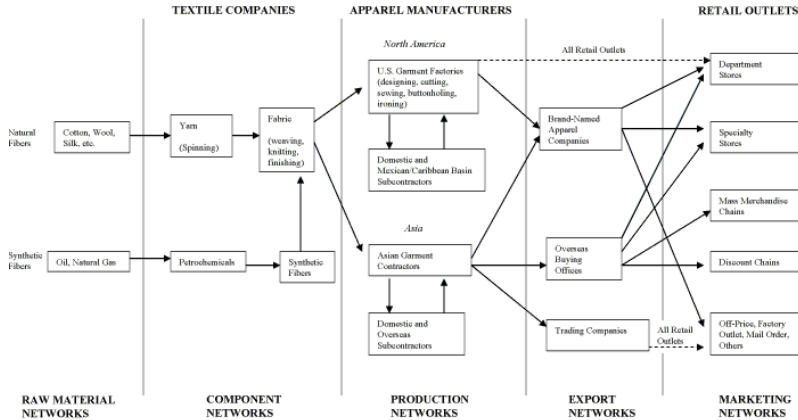 TEXTILE COMPANIES
APPAREL MANUFACTURERS
RETAIL OUTLETS
North America
All Retail Outlets
U.S. Garment Factories
(designing, cutting,
sewing, buttonholing,
ironing)
Department
Stores
Natural
Fibers
Cotton, Wool,
Silk, etc.
Yarn
(Spinning)
Fabric
(weaving,
knitting,
finishing)
Brand-Named
Apparel
Companies
Specialty
Stores
Domestic and
Mexican/Caribbean Basin
Subcontractors
Mass Merchandise
Chains
Asia
Synthetic
Fibers
Oil, Natural Gas
Petrochemicals
Synthetic
Fibers
Asian Garment
Contractors
Overseas
Buying
Offices
Discount Chains
Domestic and
Overseas
Subcontractors
Trading Companies
All Retail
Outlets
Off-Price, Factory
Outlet, Mail Order,
Others
RAW MATERIAL
NETWORKS
COMPONENT
NETWORKS
PRODUCTION
NETWORKS
EXPORT
NETWORKS
MARKETING
NETWORKS